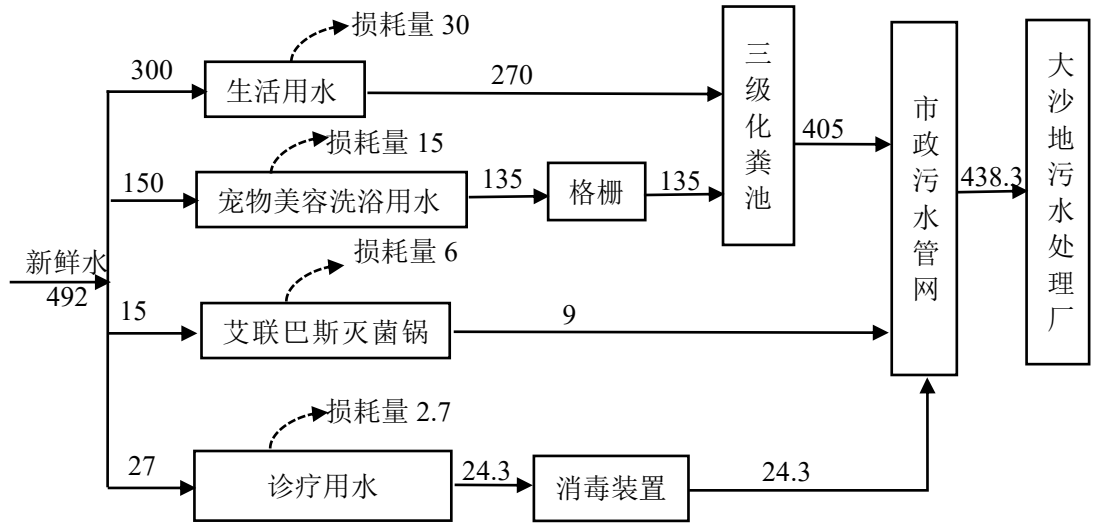 损耗量 30
300
生活用水
270
三级化粪池
405
市政污水管网
438.3
大沙地污水处理厂
损耗量 15
150
宠物美容洗浴用水
135
格栅
135
新鲜水
492
损耗量 6
15
艾联巴斯灭菌锅
9
损耗量 2.7
27
诊疗用水
24.3
消毒装置
24.3